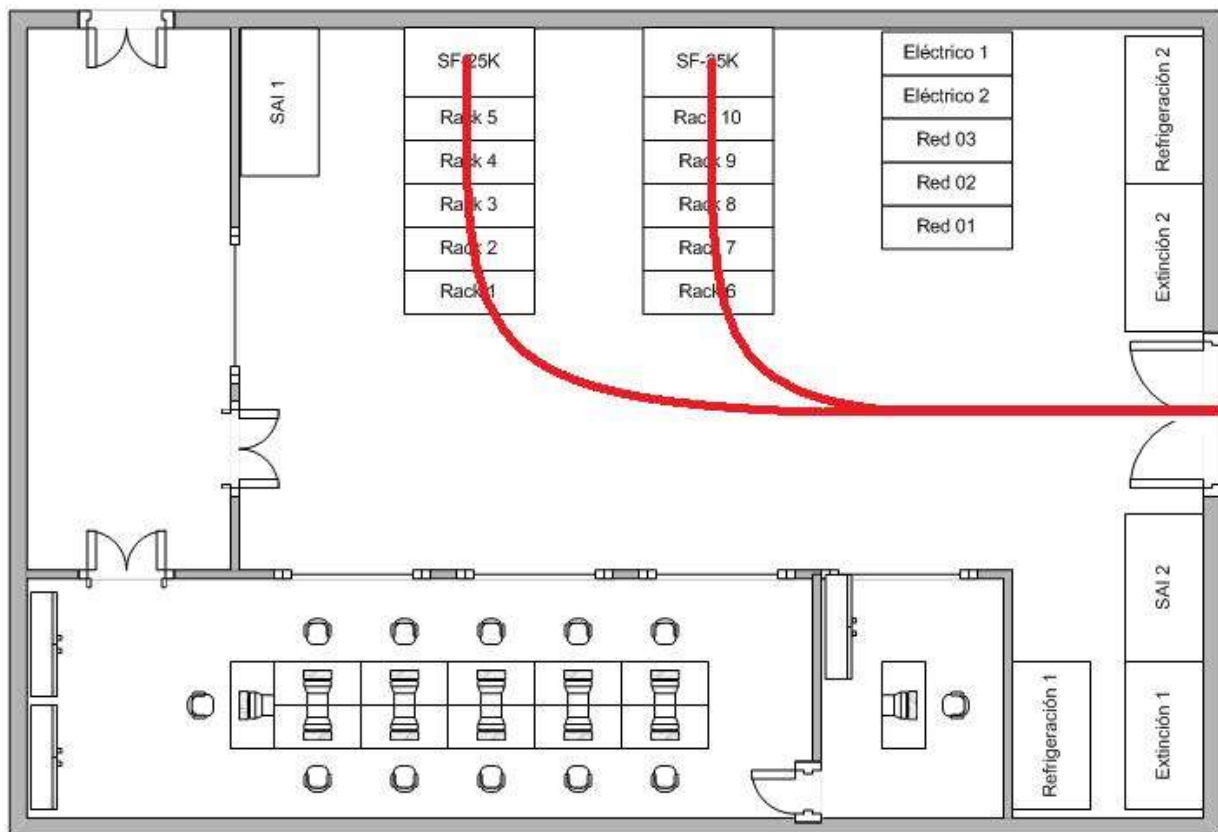 SAI 1
SF-25K
Rack 5
Rack 4
Rack 3
Rack 2
Rack 1
SF-25K
Rack 10
Rack 9
Rack 8
Rack 7
Rack 6
Eléctrico 1
Eléctrico 2
Red 03
Red 02
Red 01
Refrigeración 2
Extinción 2
SAI 2
Refrigeración 1
Extinción 1